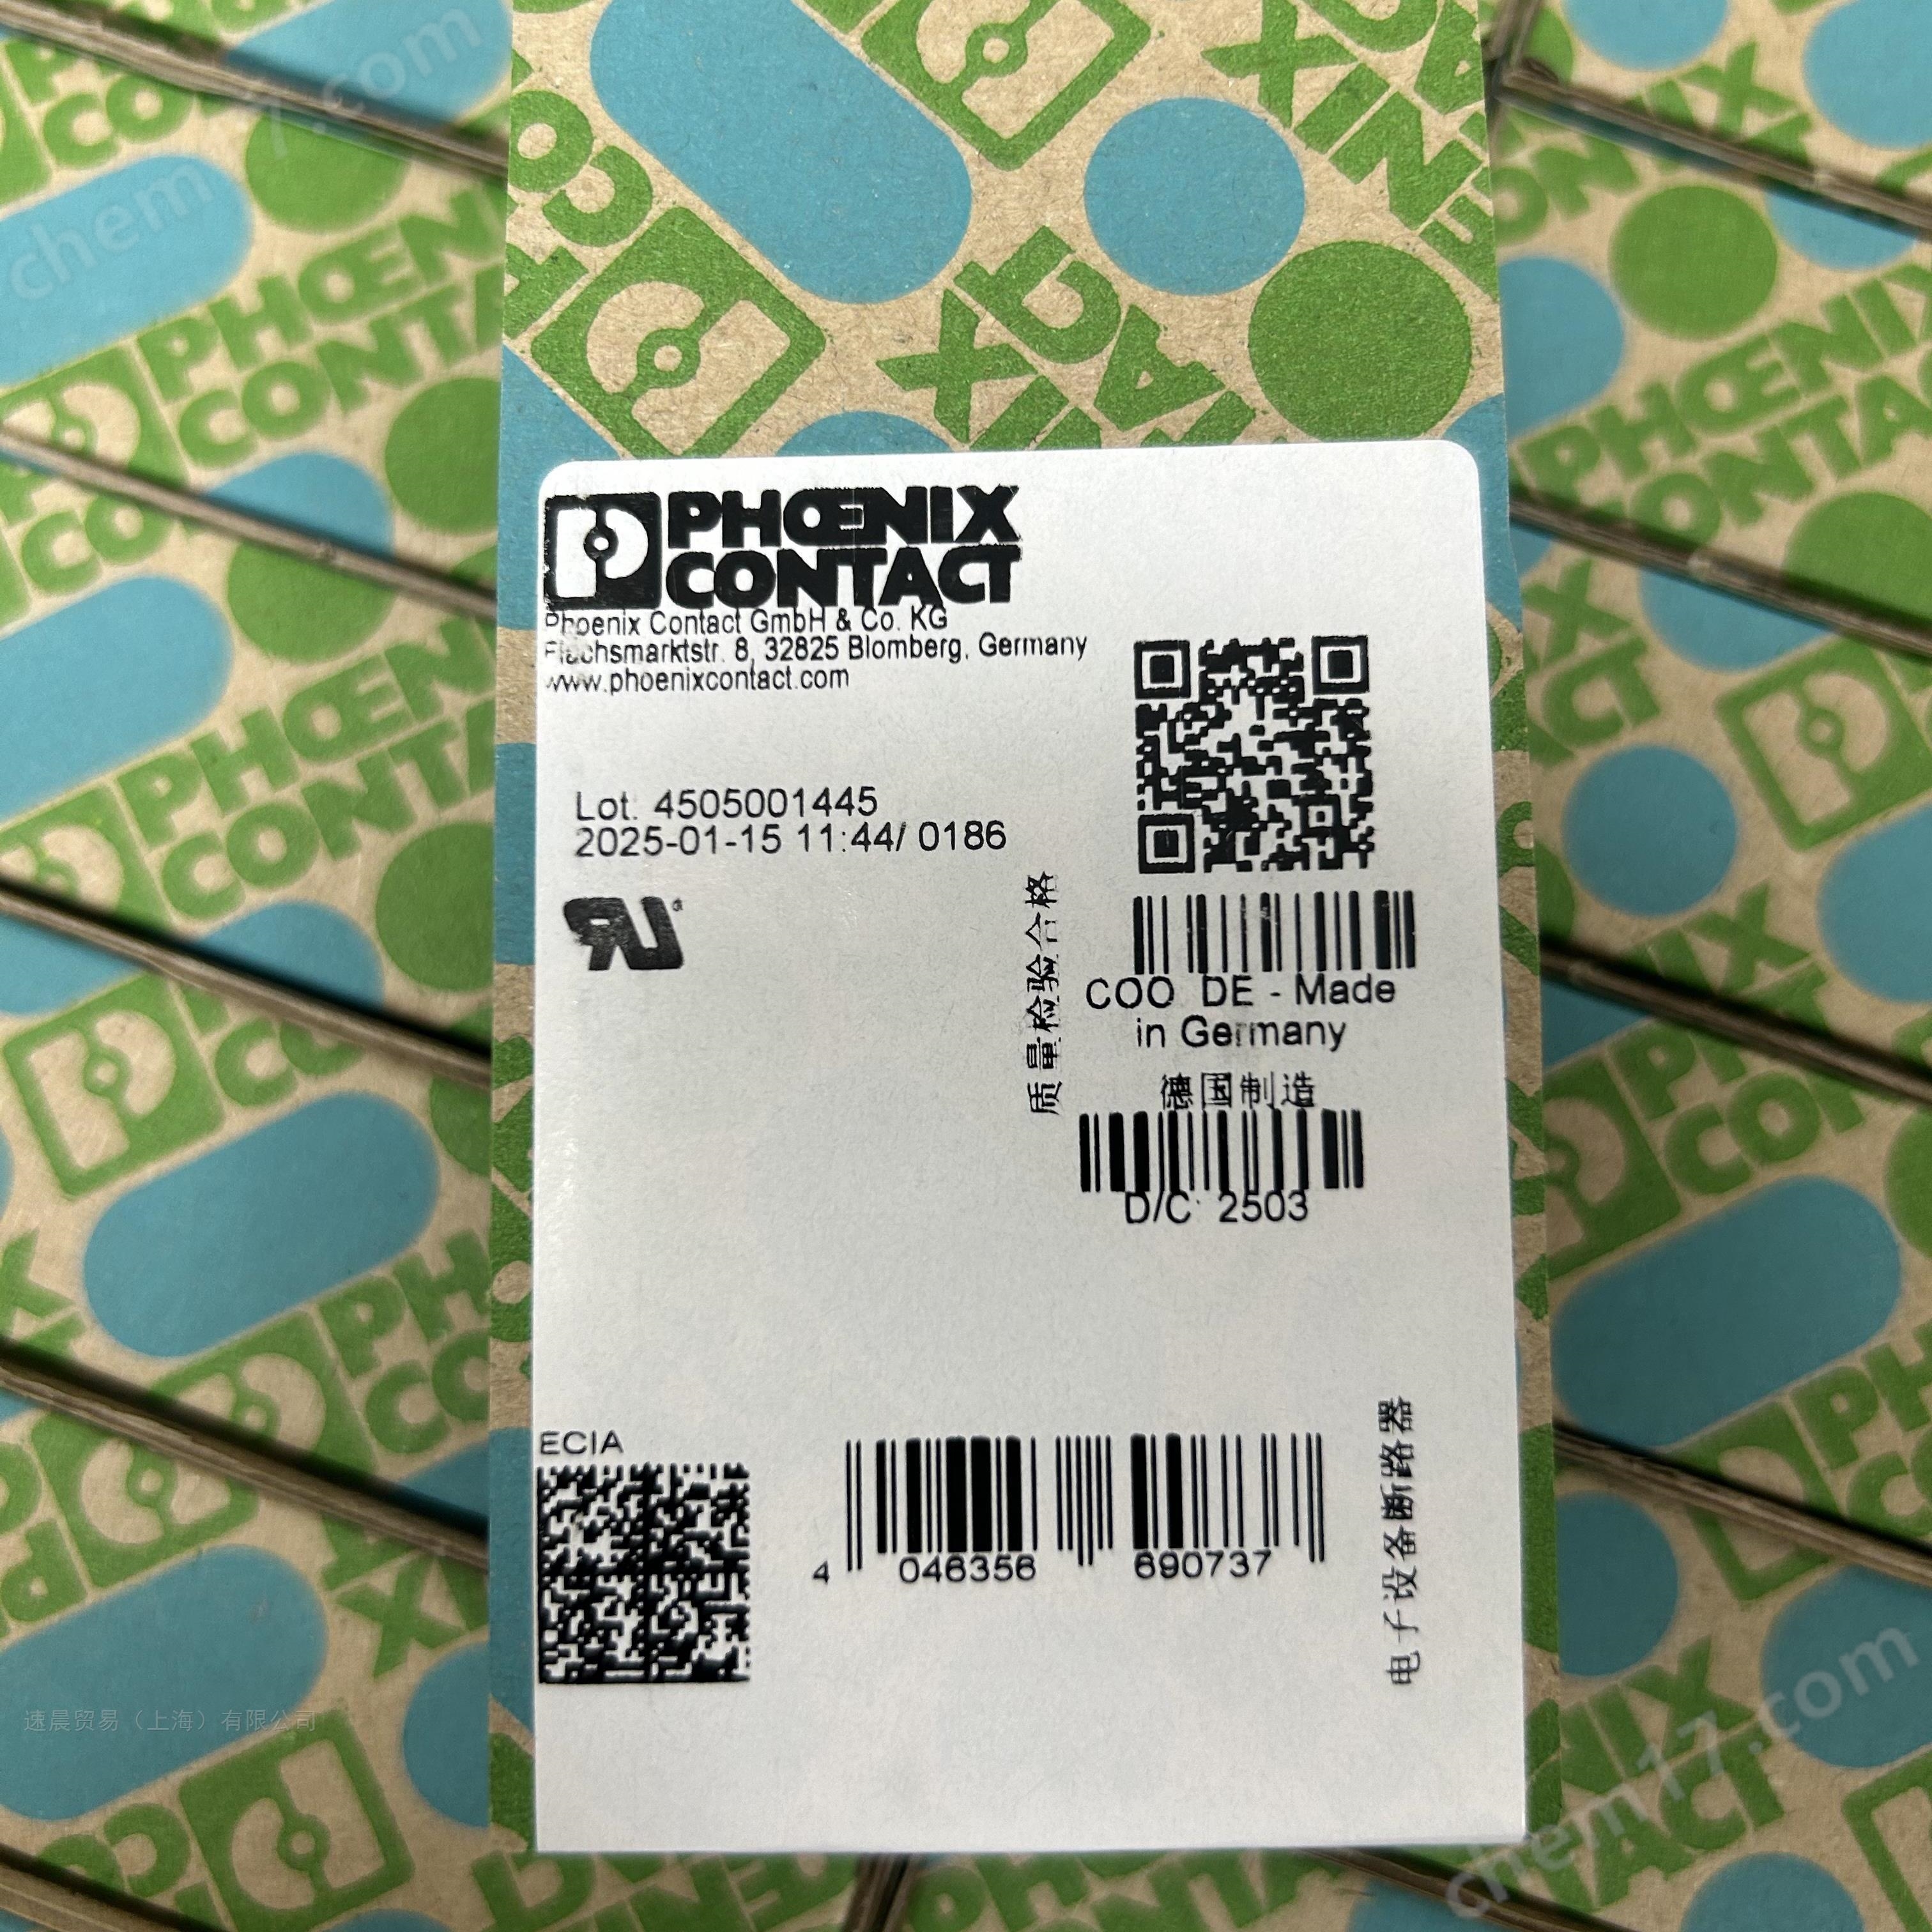 PHOENIX
CONTACT
Phoenix Contact GmbH & Co. KG
Flachsmarktstr. 8, 32825 Blomberg, Germany
www.phoenixcontact.com
Lot: 4505001445
2025-01-15 11:44/ 0186
质量检验合格
COO DE - Made
in Germany
德国制造
D/C: 2503
ECIA
4 046356 690737
电子设备断路器
速晨贸易（上海）有限公司
chem17.com
PHOENIX
CONTACT